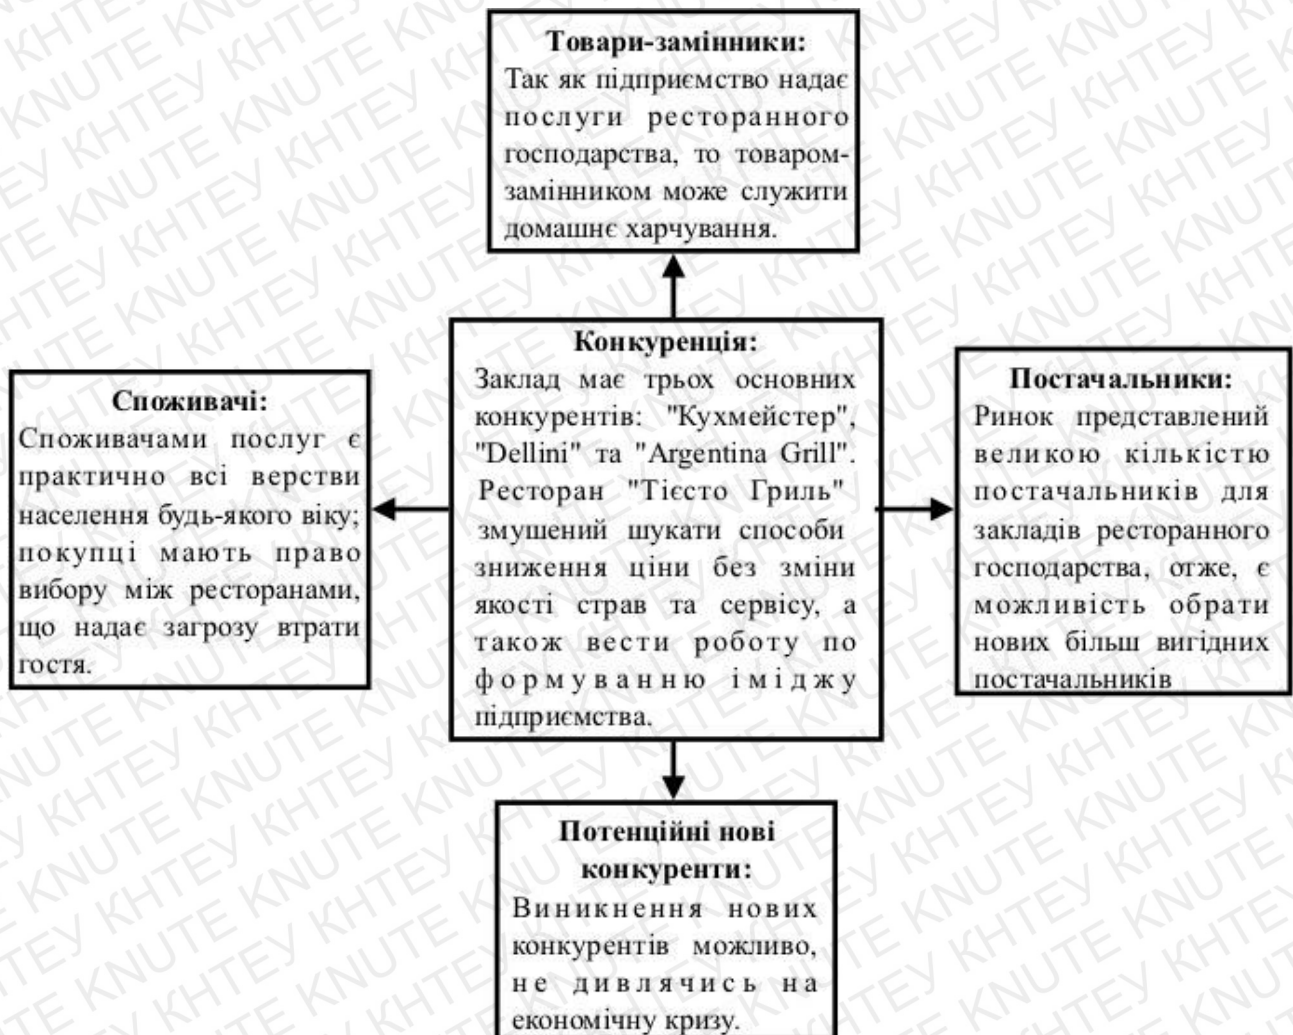 Товари-замінники:
Так як підприємство надає
послуги ресторанного
господарства, то товаром-
замінником може служити
домашнє харчування.
Конкуренція:
Заклад має трьох основних
конкурентів: "Кухмейстер",
"Dellini" та "Argentina Grill".
Ресторан "Тієсто Гриль"
змушений шукати способи
зниження ціни без зміни
якості страв та сервісу, а
також вести роботу по
формуванню іміджу
підприємства.
Споживачі:
Споживачами послуг є
практично всі верстви
населення будь-якого віку;
покупці мають право
вибору між ресторанами,
що надає загрозу втрати
гостя.
Постачальники:
Ринок представлений
великою кількістю
постачальників для
закладів ресторанного
господарства, отже, є
можливість обрати
нових більш вигідних
постачальників
Потенційні нові
конкуренти:
Виникнення нових
конкурентів можливо,
не дивлячись на
економічну кризу.